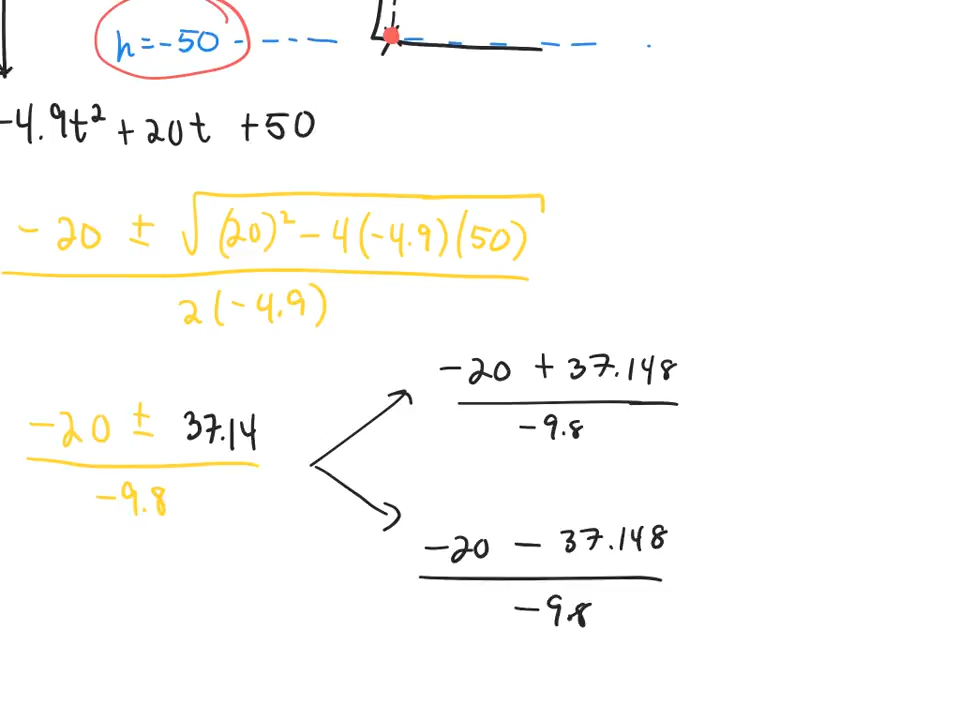 h = -50
-4.9t² + 20t + 50
-20 ± √(20)² - 4(-4.9)(50)
2(-4.9)
-20 + 37.148
-9.8
-20 ± 37.14
-9.8
-20 - 37.148
-9.8